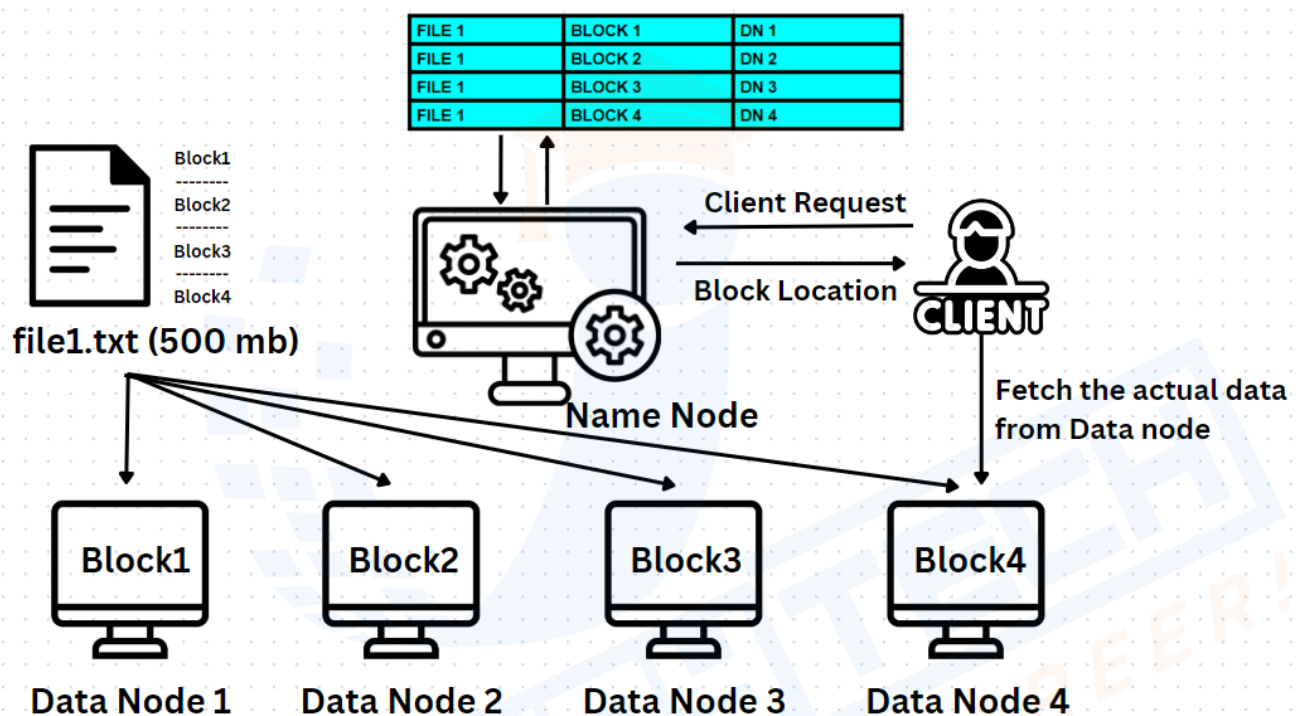 FILE 1 BLOCK 1 DN 1
FILE 1 BLOCK 2 DN 2
FILE 1 BLOCK 3 DN 3
FILE 1 BLOCK 4 DN 4
Block1
--------
Block2
--------
Block3
--------
Block4
file1.txt (500 mb)
Client Request
Block Location
CLIENT
Name Node
Fetch the actual data
from Data node
Block1
Block2
Block3
Block4
Data Node 1
Data Node 2
Data Node 3
Data Node 4
TECH